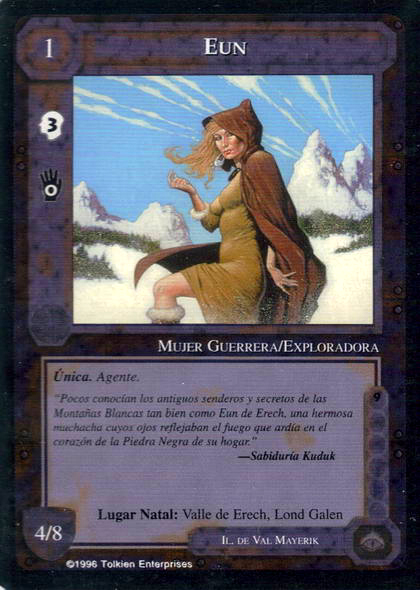 1
EUN
3
0
MUJER GUERRERA/EXPLORADORA
Única. Agente.
"Pocos conocían los antiguos senderos y secretos de las
Montañas Blancas tan bien como Eun de Erech, una hermosa
muchacha cuyos ojos reflejaban el fuego que ardía en el
corazón de la Piedra Negra de su hogar."
—Sabiduría Kuduk
9
Lugar Natal: Valle de Erech, Lond Galen
4/8
IL. DE VAL MAYERIK
©1996 Tolkien Enterprises